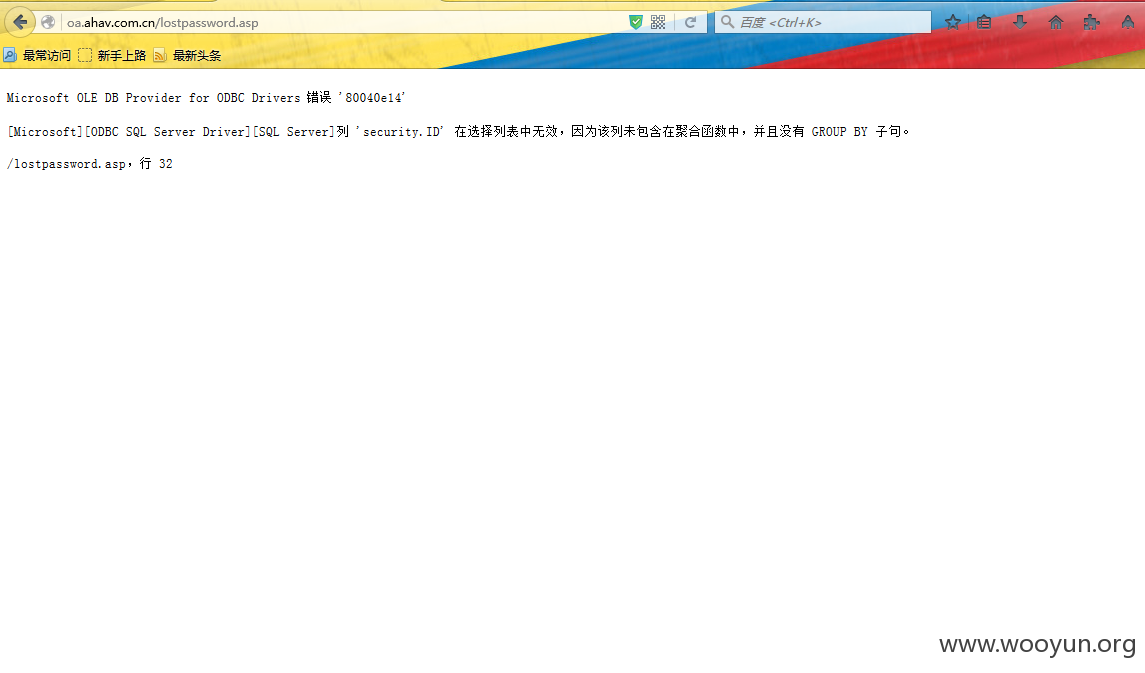 oa.ahav.com.cn/lostpassword.asp
百度 <Ctrl+K>
最常访问 新手上路 最新头条
Microsoft OLE DB Provider for ODBC Drivers 错误 '80040e14'
[Microsoft][ODBC SQL Server Driver][SQL Server]列 'security.ID' 在选择列表中无效，因为该列未包含在聚合函数中，并且没有 GROUP BY 子句。
/lostpassword.asp，行 32
www.wooyun.org